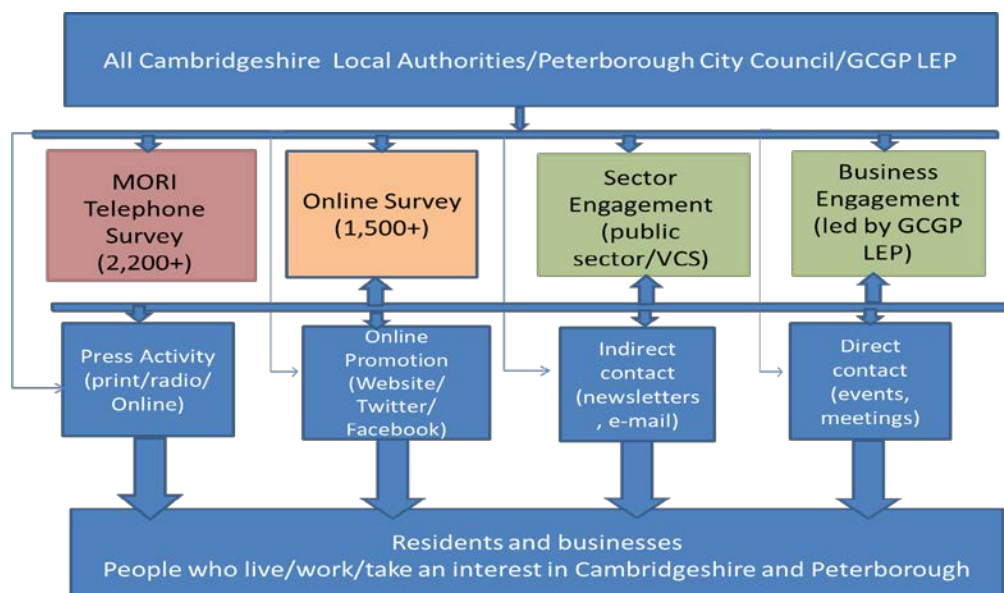 All Cambridgeshire Local Authorities/Peterborough City Council/GCGP LEP
MORI
Telephone
Survey
(2,200+)
Online Survey
(1,500+)
Sector
Engagement
(public
sector/VCS)
Business
Engagement
(led by GCGP
LEP)
Press Activity
(print/radio/
Online)
Online
Promotion
(Website/
Twitter/
Facebook)
Indirect
contact
(newsletters
, e-mail)
Direct
contact
(events,
meetings)
Residents and businesses
People who live/work/take an interest in Cambridgeshire and Peterborough